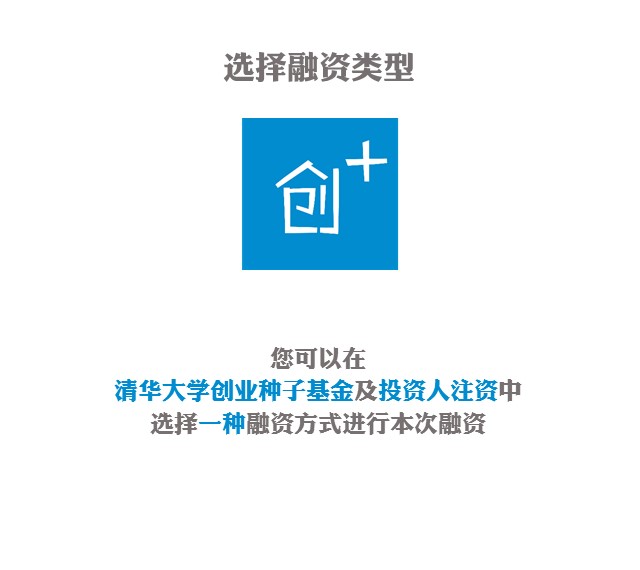 选择融资类型
创+
您可以在
清华大学创业种子基金及投资人注资中
选择一种融资方式进行本次融资